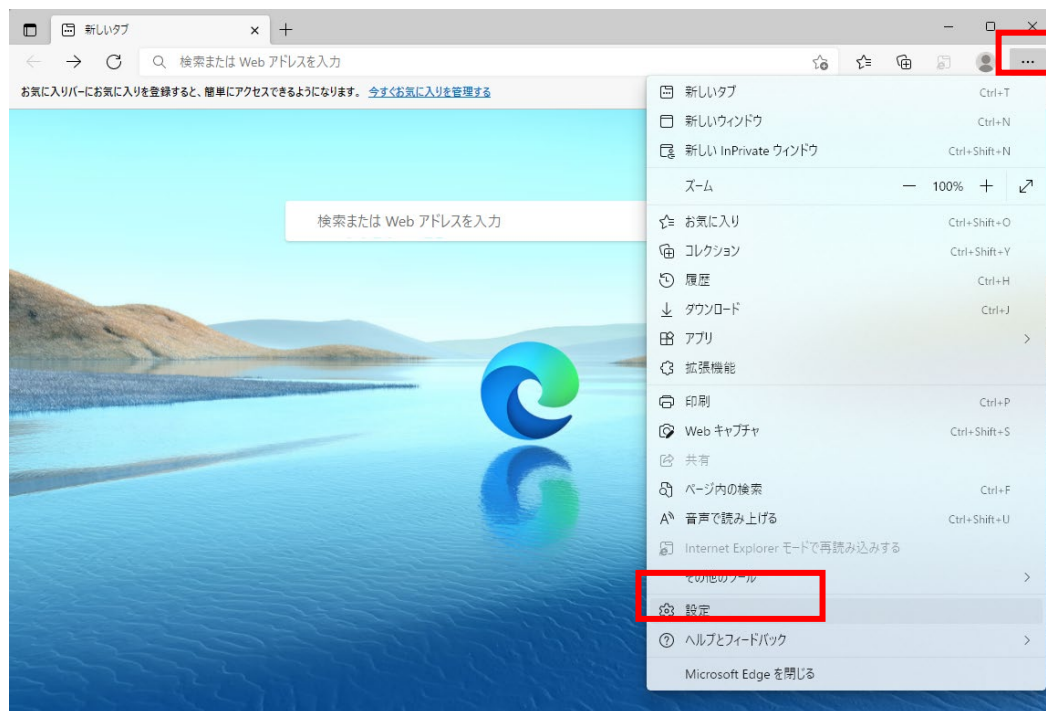 新しいタブ
検索または Web アドレスを入力
お気に入りバーにお気に入りを登録すると、簡単にアクセスできるようになります。 今すぐお気に入りを管理する
検索または Web アドレスを入力
新しいタブ Ctrl+T
新しいウィンドウ Ctrl+N
新しい InPrivate ウィンドウ Ctrl+Shift+N
ズーム 100%
お気に入り Ctrl+Shift+O
コレクション Ctrl+Shift+Y
履歴 Ctrl+H
ダウンロード Ctrl+J
アプリ
拡張機能
印刷 Ctrl+P
Web キャプチャ Ctrl+Shift+S
共有
ページ内の検索 Ctrl+F
音声で読み上げる Ctrl+Shift+U
Internet Explorer モードで再読み込みする
その他のツール
設定
ヘルプとフィードバック
Microsoft Edge を閉じる